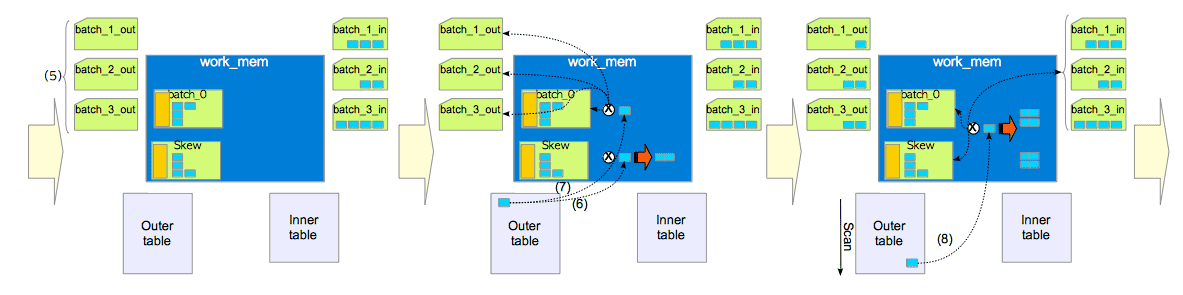 batch_1_out
batch_1_in
(5)
batch_2_out
work_mem
batch_2_in
batch_3_out
batch_0
batch_3_in
Skew
Outer
table
Inner
table
batch_1_out
batch_1_in
batch_2_out
work_mem
batch_2_in
batch_3_out
batch_0
X
batch_3_in
Skew
X
(7)
(6)
Outer
table
Inner
table
batch_1_out
batch_1_in
batch_2_out
work_mem
batch_2_in
batch_3_out
batch_0
X
batch_3_in
Skew
Scan
Outer
table
(8)
Inner
table